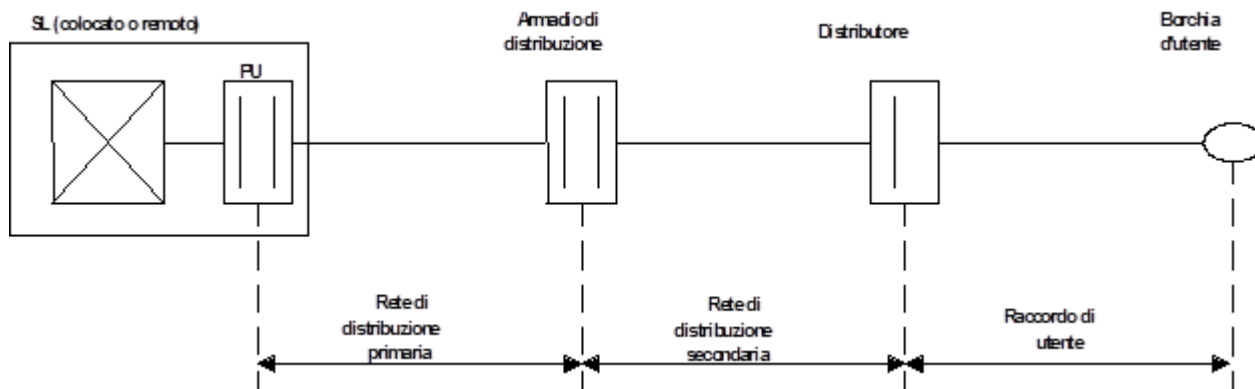 SL (colocato o remoto)
Armadio di
distribuzione
Distributore
Borchia
d'utente
PU
Rete di
distribuzione
primaria
Rete di
distribuzione
secondaria
Raccordo di
utente